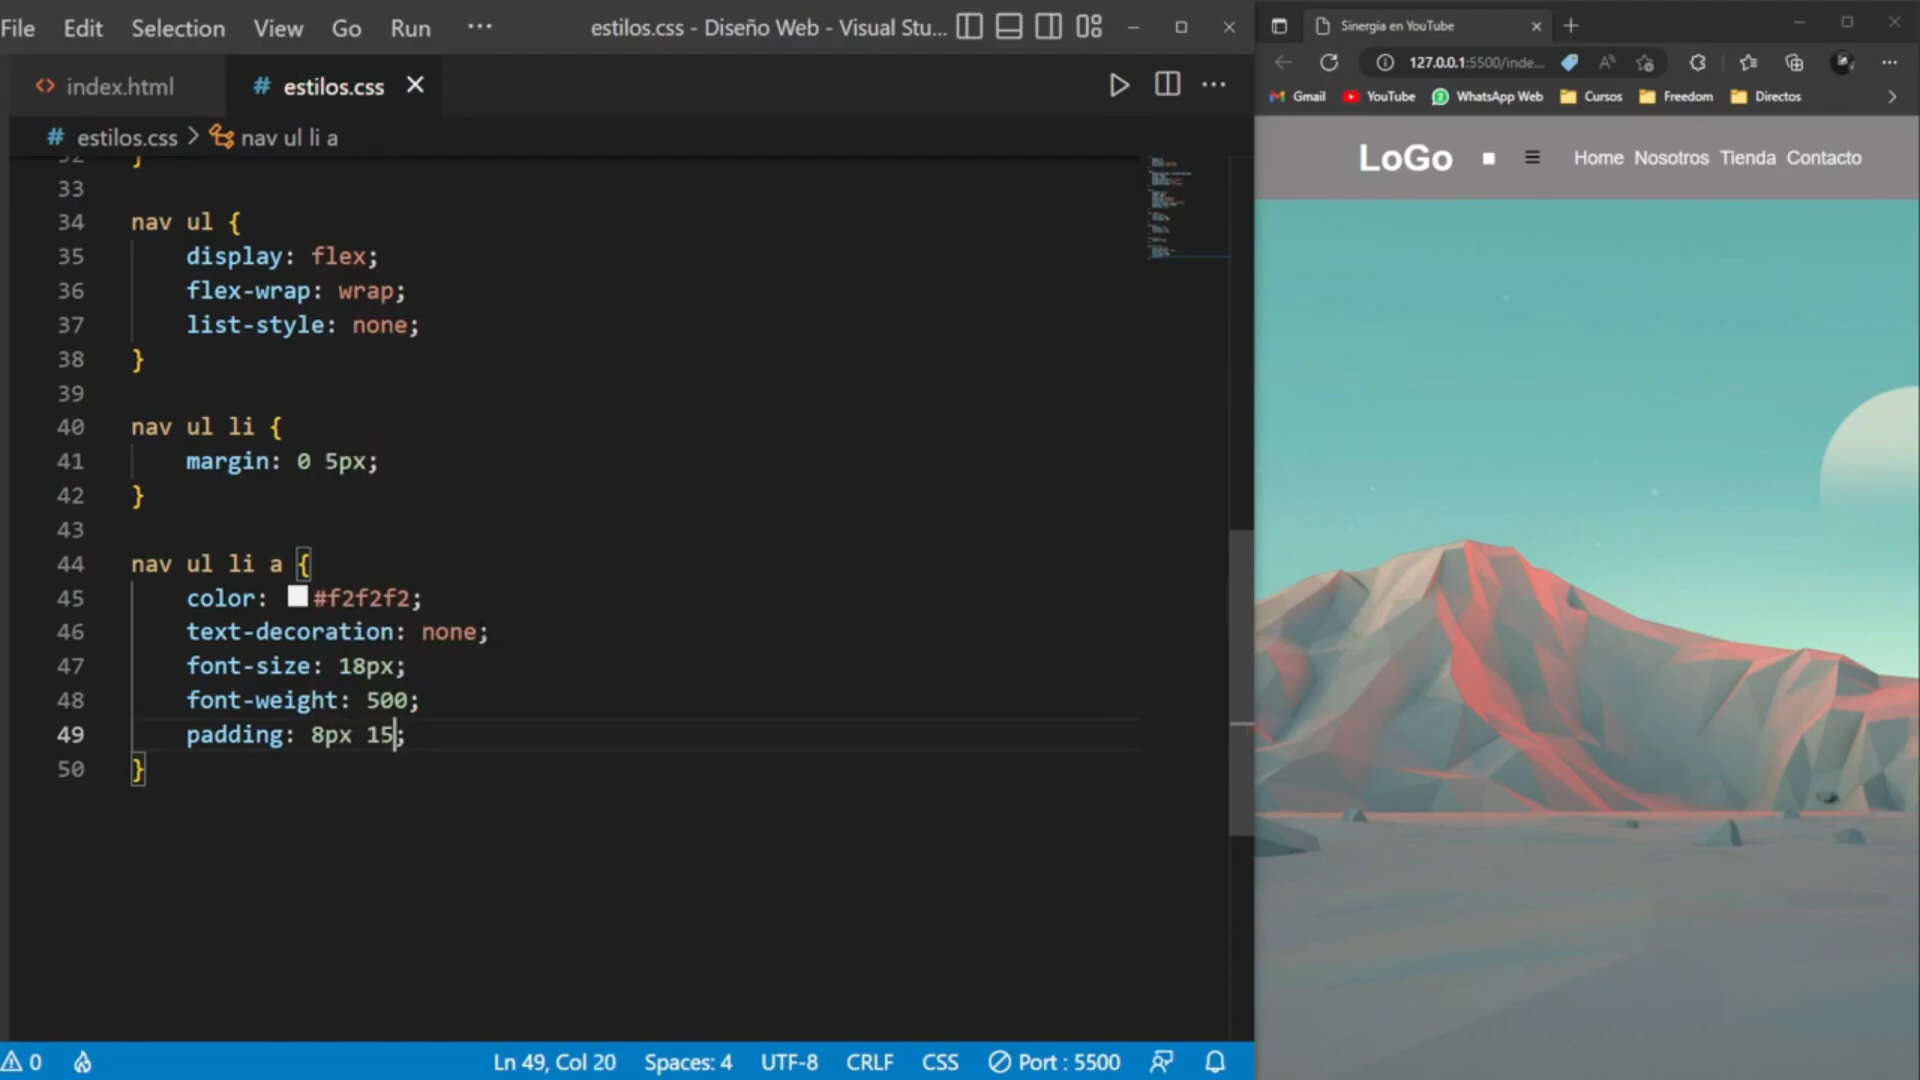 File Edit Selection View Go Run ··· estilos.css - Diseño Web - Visual Stu...
index.html # estilos.css
# estilos.css > nav ul li a
32 }
33
34 nav ul {
35 display: flex;
36 flex-wrap: wrap;
37 list-style: none;
38 }
39
40 nav ul li {
41 margin: 0 5px;
42 }
43
44 nav ul li a {
45 color: #f2f2f2;
46 text-decoration: none;
47 font-size: 18px;
48 font-weight: 500;
49 padding: 8px 15;
50 }
0 Ln 49, Col 20 Spaces: 4 UTF-8 CRLF CSS Port : 5500
Sinergia en YouTube
127.0.0.1:5500/inde...
Gmail YouTube WhatsApp Web Cursos Freedom Directos
LoGo Home Nosotros Tienda Contacto